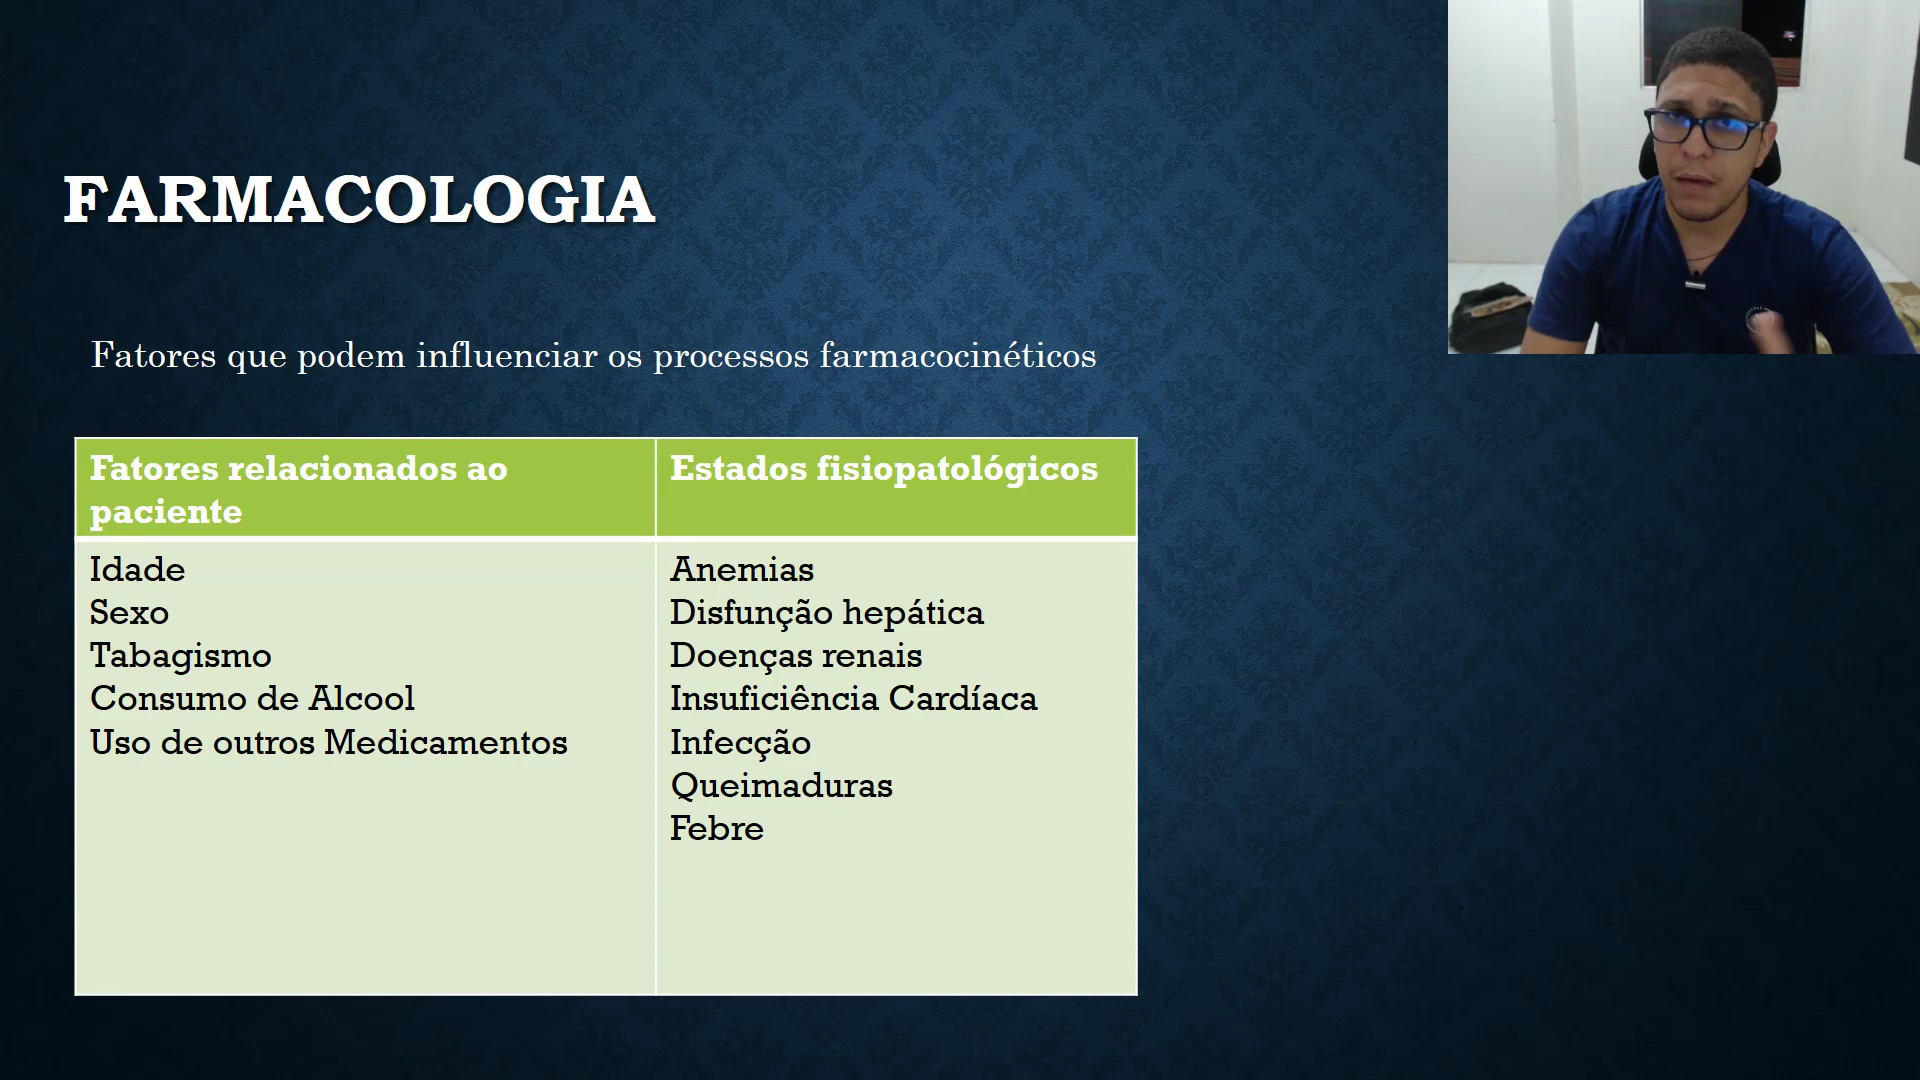 FARMACOLOGIA
Fatores que podem influenciar os processos farmacocinéticos
Fatores relacionados ao
paciente
Estados fisiopatológicos
Idade
Sexo
Tabagismo
Consumo de Alcool
Uso de outros Medicamentos
Anemias
Disfunção hepática
Doenças renais
Insuficiência Cardíaca
Infecção
Queimaduras
Febre